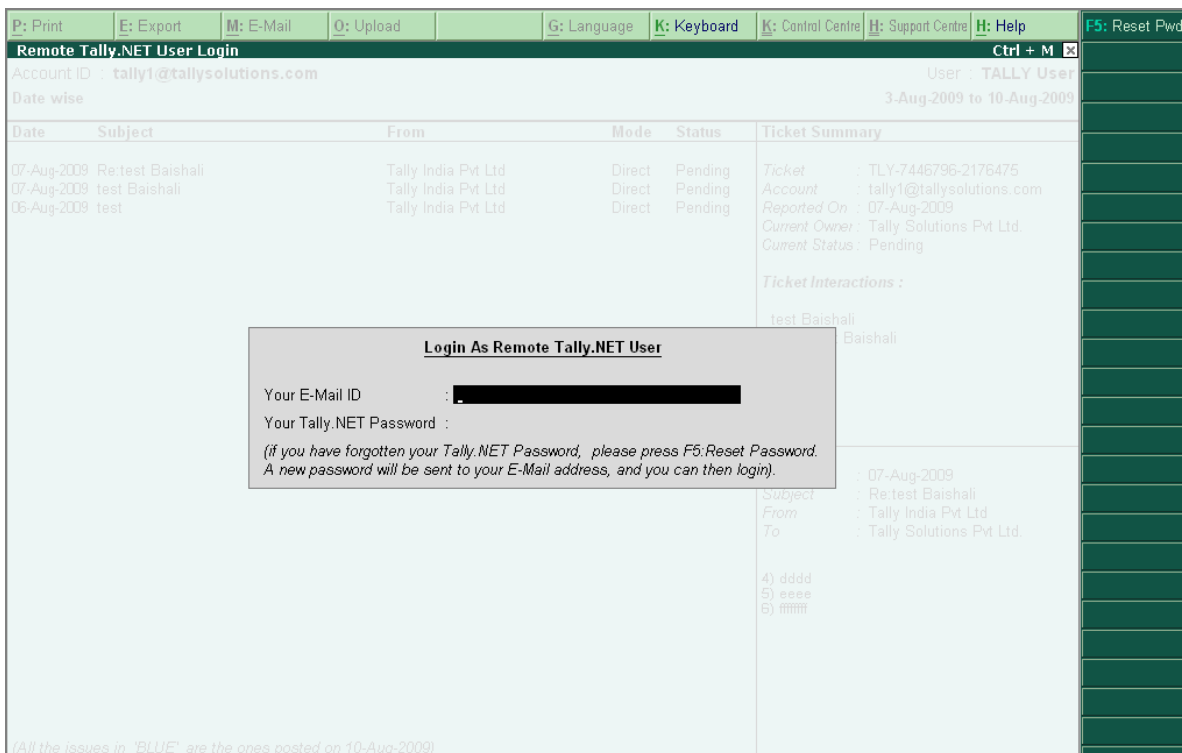 P: Print E: Export M: E-Mail O: Upload G: Language K: Keyboard K: Control Centre H: Support Centre H: Help F5: Reset Pwd
Remote Tally.NET User Login Ctrl + M
Account ID : tally1@tallysolutions.com User : TALLY User
Date wise 3-Aug-2009 to 10-Aug-2009
Date Subject From Mode Status Ticket Summary
07-Aug-2009 Re:test Baishali Tally India Pvt Ltd Direct Pending Ticket : TLY-7446796-2176475
07-Aug-2009 test Baishali Tally India Pvt Ltd Direct Pending Account : tally1@tallysolutions.com
06-Aug-2009 test Tally India Pvt Ltd Direct Pending Reported On : 07-Aug-2009
Current Owner : Tally Solutions Pvt Ltd.
Current Status : Pending
Ticket Interactions :
test Baishali
Baishali
Login As Remote Tally.NET User
Your E-Mail ID :
Your Tally.NET Password :
(if you have forgotten your Tally.NET Password, please press F5:Reset Password.
A new password will be sent to your E-Mail address, and you can then login).
: 07-Aug-2009
Subject : Re:test Baishali
From : Tally India Pvt Ltd
To : Tally Solutions Pvt Ltd.
4) dddd
5) eeee
6) ffffffff
(All the issues in 'BLUE' are the ones posted on 10-Aug-2009)